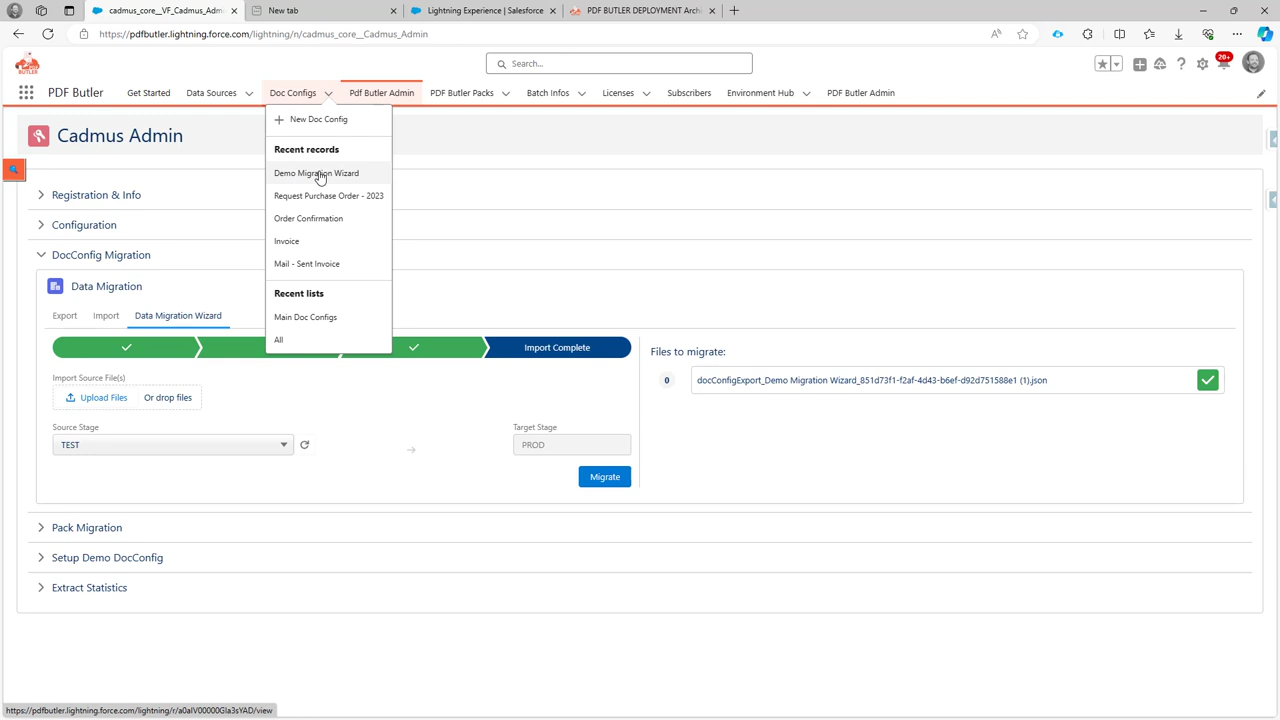 cadmus_core__VF_Cadmus_Adm
New tab
Lightning Experience | Salesforce
PDF BUTLER DEPLOYMENT Arch
https://pdfbutler.lightning.force.com/lightning/n/cadmus_core__Cadmus_Admin
PDF BUTLER
Search...
20+
PDF Butler
Get Started
Data Sources
Doc Configs
Pdf Butler Admin
PDF Butler Packs
Batch Infos
Licenses
Subscribers
Environment Hub
PDF Butler Admin
New Doc Config
Recent records
Demo Migration Wizard
Request Purchase Order - 2023
Order Confirmation
Invoice
Mail - Sent Invoice
Recent lists
Main Doc Configs
All
Cadmus Admin
Registration & Info
Configuration
DocConfig Migration
Data Migration
Export
Import
Data Migration Wizard
Import Complete
Import Source File(s)
Upload Files
Or drop files
Source Stage
TEST
Target Stage
PROD
Migrate
Files to migrate:
0
docConfigExport_Demo Migration Wizard_851d73f1-f2af-4d43-b6ef-d92d751588e1 (1).json
Pack Migration
Setup Demo DocConfig
Extract Statistics
https://pdfbutler.lightning.force.com/lightning/r/a0aIV00000Gla3sYAD/view